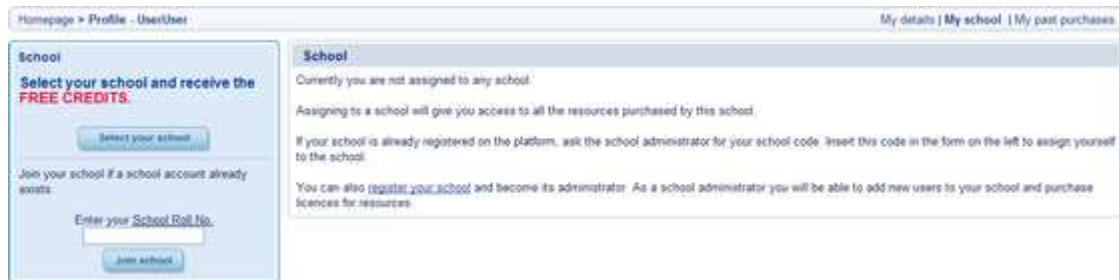 Homepage > Profile - User/User
My details | My school | My past purchases
School
Select your school and receive the
FREE CREDITS.
Select your school
Join your school if a school account already
exists
Enter your School Roll No.
Join school
School
Currently you are not assigned to any school.
Assigning to a school will give you access to all the resources purchased by this school.
If your school is already registered on the platform, ask the school administrator for your school code. Insert this code in the form on the left to assign yourself
to the school.
You can also register your school and become its administrator. As a school administrator you will be able to add new users to your school and purchase
licences for resources.